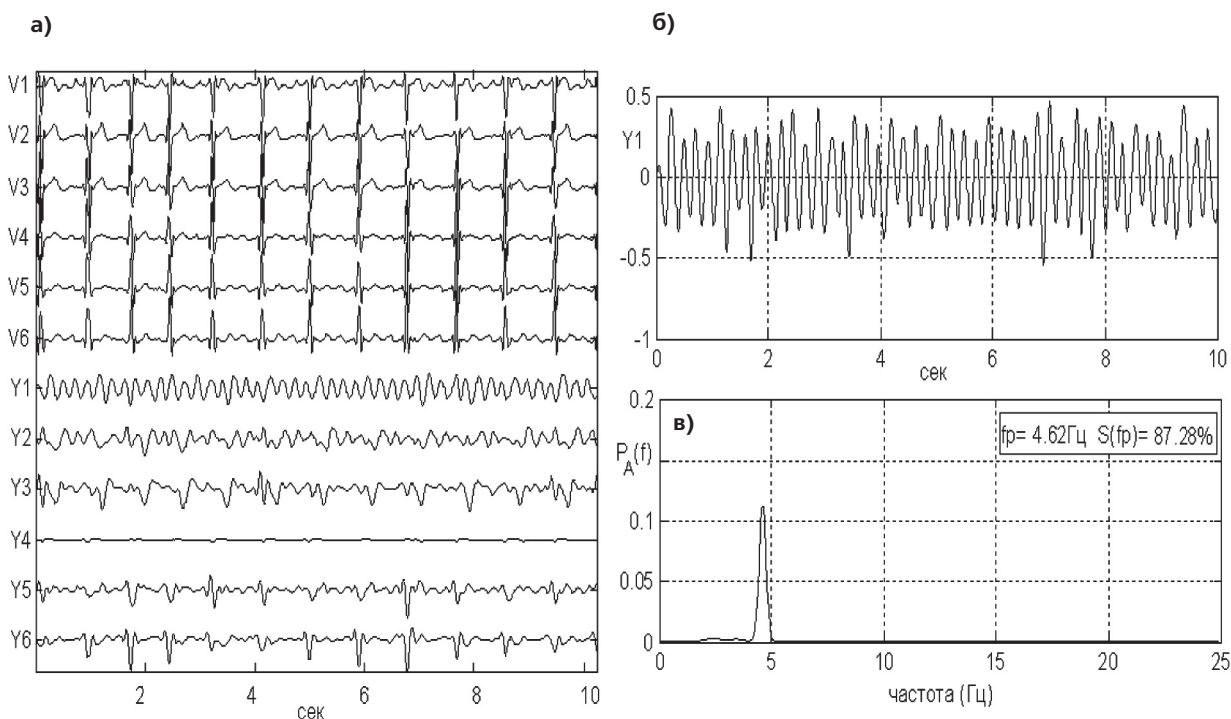 а)
V1
V2
V3
V4
V5
V6
Y1
Y2
Y3
Y4
Y5
Y6
2 4 6 8 10
сек
б)
0.5
Y1
0
-0.5
-1
0 2 4 6 8 10
сек
в)
0.2
fp= 4.62Гц S(fp)= 87.28%
P_A(f)
0.1
0.05
0
0 5 10 15 20 25
частота (Гц)